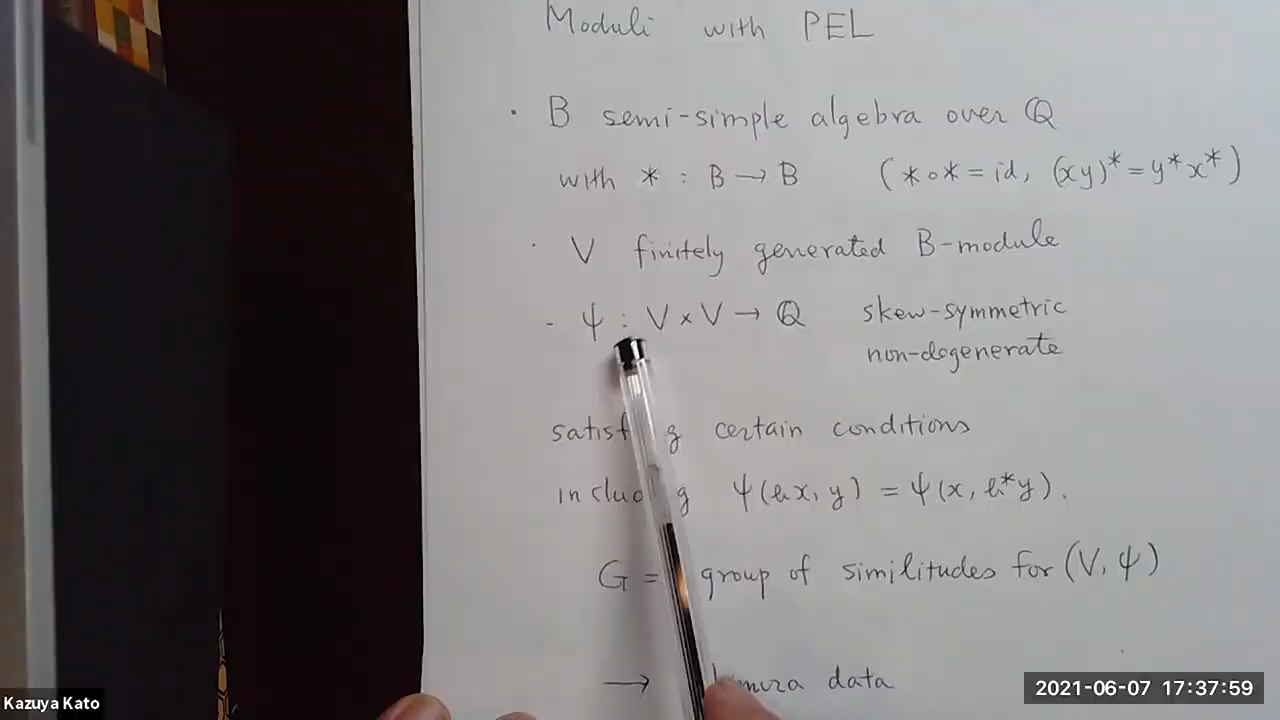 Moduli with PEL
· B semi-simple algebra over ℚ
with * : B → B (*∘* = id, (xy)* = y*x*)
· V finitely generated B-module
- ψ : V × V → ℚ skew-symmetric
non-degenerate
certain conditions
ψ(bx, y) = ψ(x, b*y).
G = group of similitudes for (V, ψ)
→ data
Kazuya Kato
2021-06-07 17:37:59